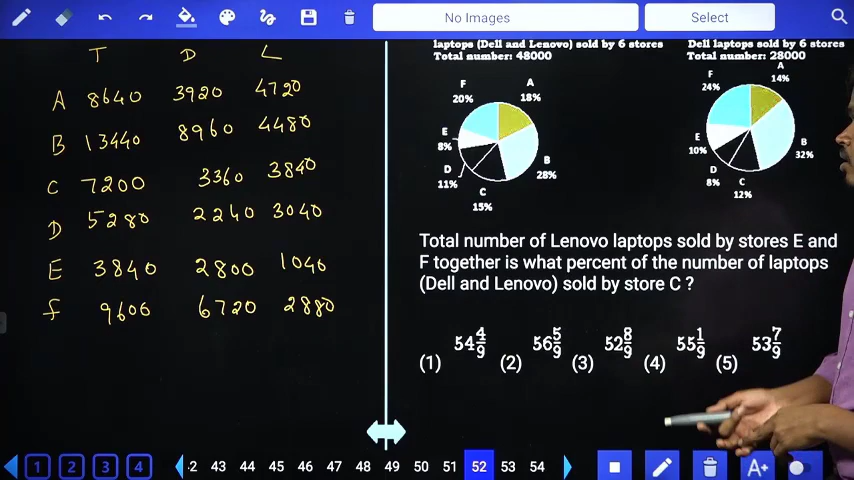 No Images
Select
T D L
A 8640 3920 4720
B 13440 8960 4480
C 7200 3360 3840
D 5280 2240 3040
E 3840 2800 1040
F 9600 6720 2880
laptops (Dell and Lenovo) sold by 6 stores
Total number: 48000
F 20%
A 18%
E 8%
D 11%
C 15%
B 28%
Dell laptops sold by 6 stores
Total number: 28000
A 14%
F 24%
E 10%
D 8%
C 12%
B 32%
Total number of Lenovo laptops sold by stores E and
F together is what percent of the number of laptops
(Dell and Lenovo) sold by store C ?
(1) 54 4/9 (2) 56 5/9 (3) 52 8/9 (4) 55 1/9 (5) 53 7/9
1 2 3 4 -2 43 44 45 46 47 48 49 50 51 52 53 54 A+